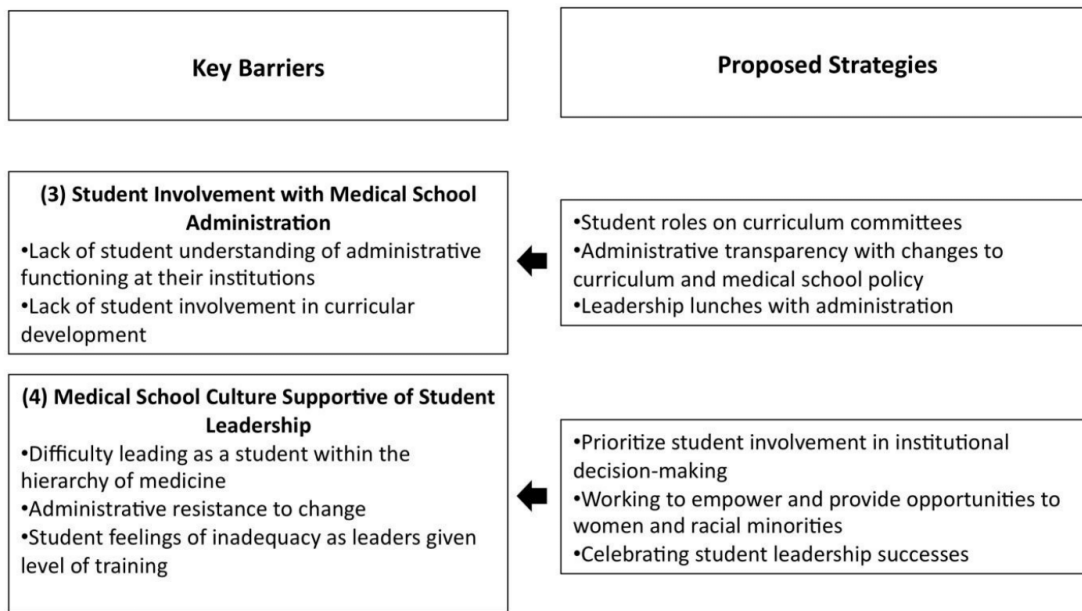 Key Barriers
Proposed Strategies
(3) Student Involvement with Medical School
Administration
•Lack of student understanding of administrative
functioning at their institutions
•Lack of student involvement in curricular
development
•Student roles on curriculum committees
•Administrative transparency with changes to
curriculum and medical school policy
•Leadership lunches with administration
(4) Medical School Culture Supportive of Student
Leadership
•Difficulty leading as a student within the
hierarchy of medicine
•Administrative resistance to change
•Student feelings of inadequacy as leaders given
level of training
•Prioritize student involvement in institutional
decision-making
•Working to empower and provide opportunities to
women and racial minorities
•Celebrating student leadership successes